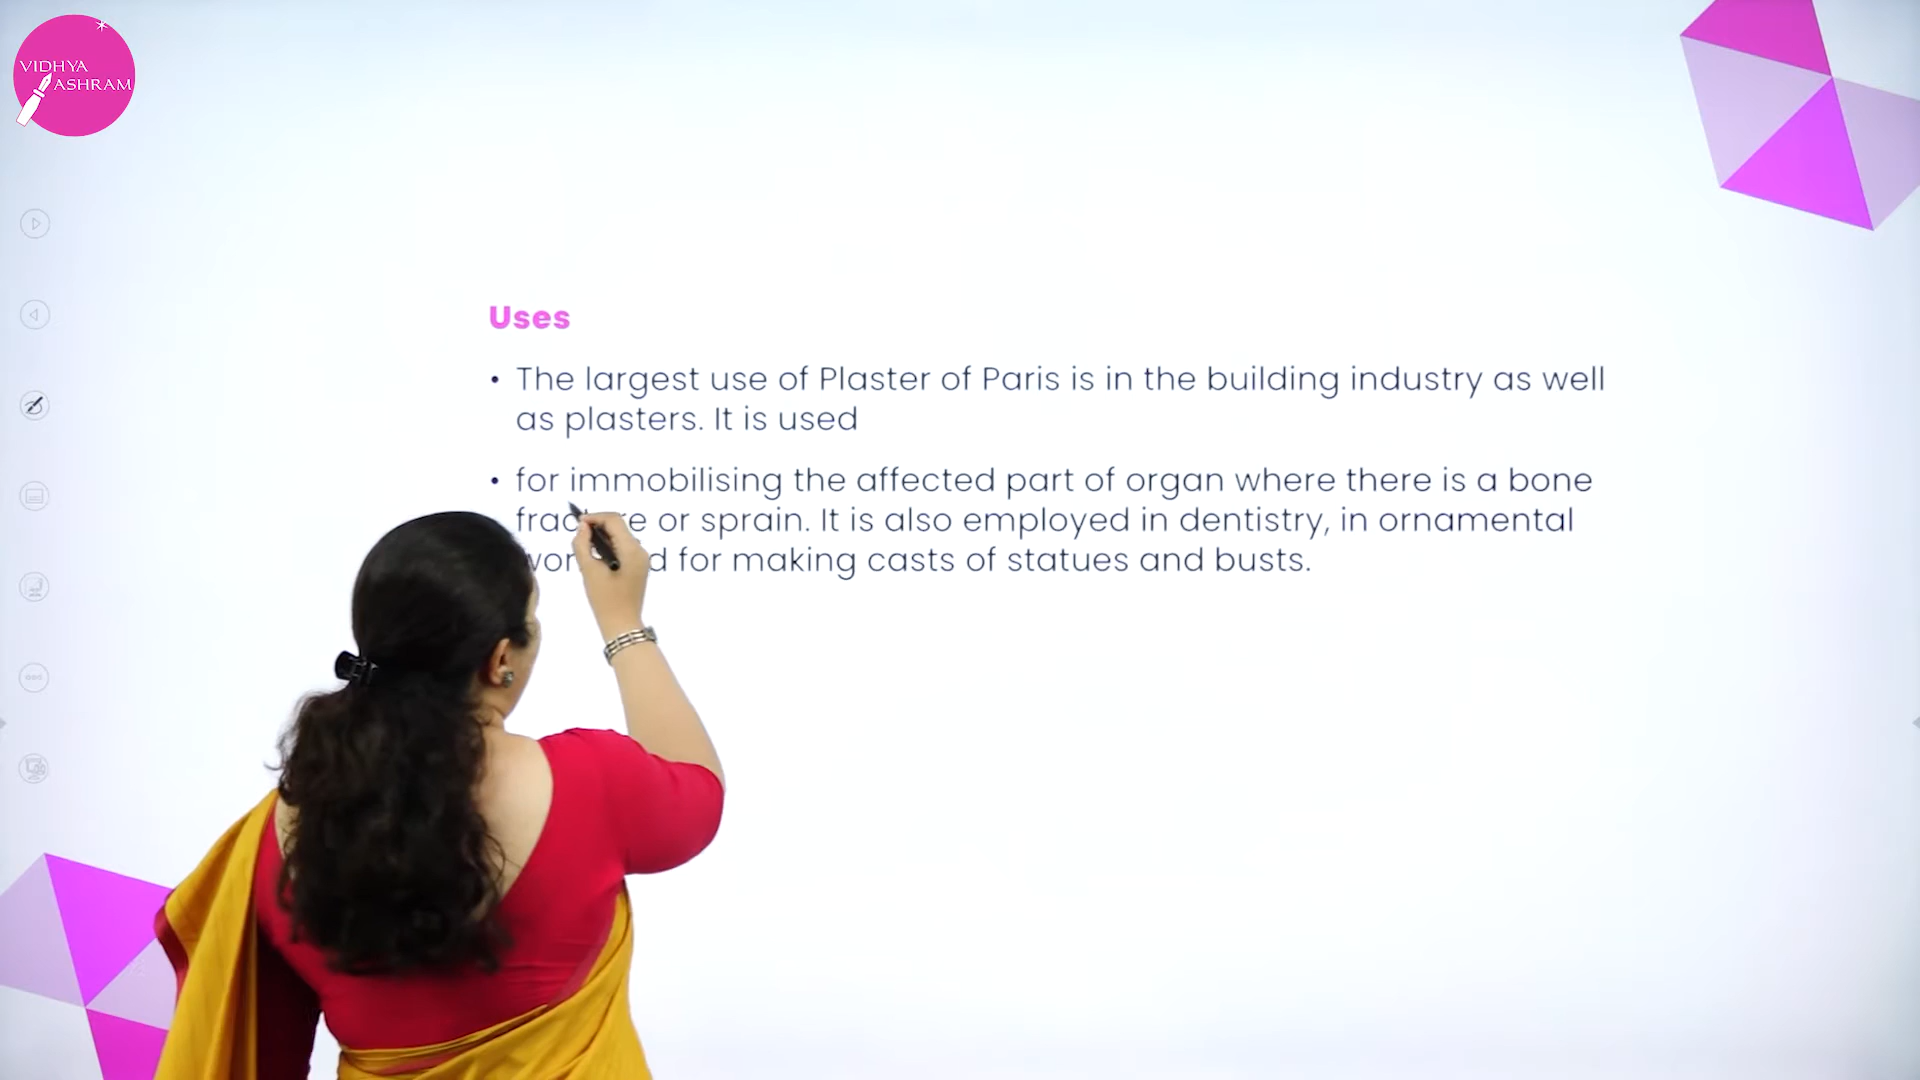 VIDHYA
ASHRAM
Uses
• The largest use of Plaster of Paris is in the building industry as well
as plasters. It is used
• for immobilising the affected part of organ where there is a bone
or sprain. It is also employed in dentistry, in ornamental
for making casts of statues and busts.